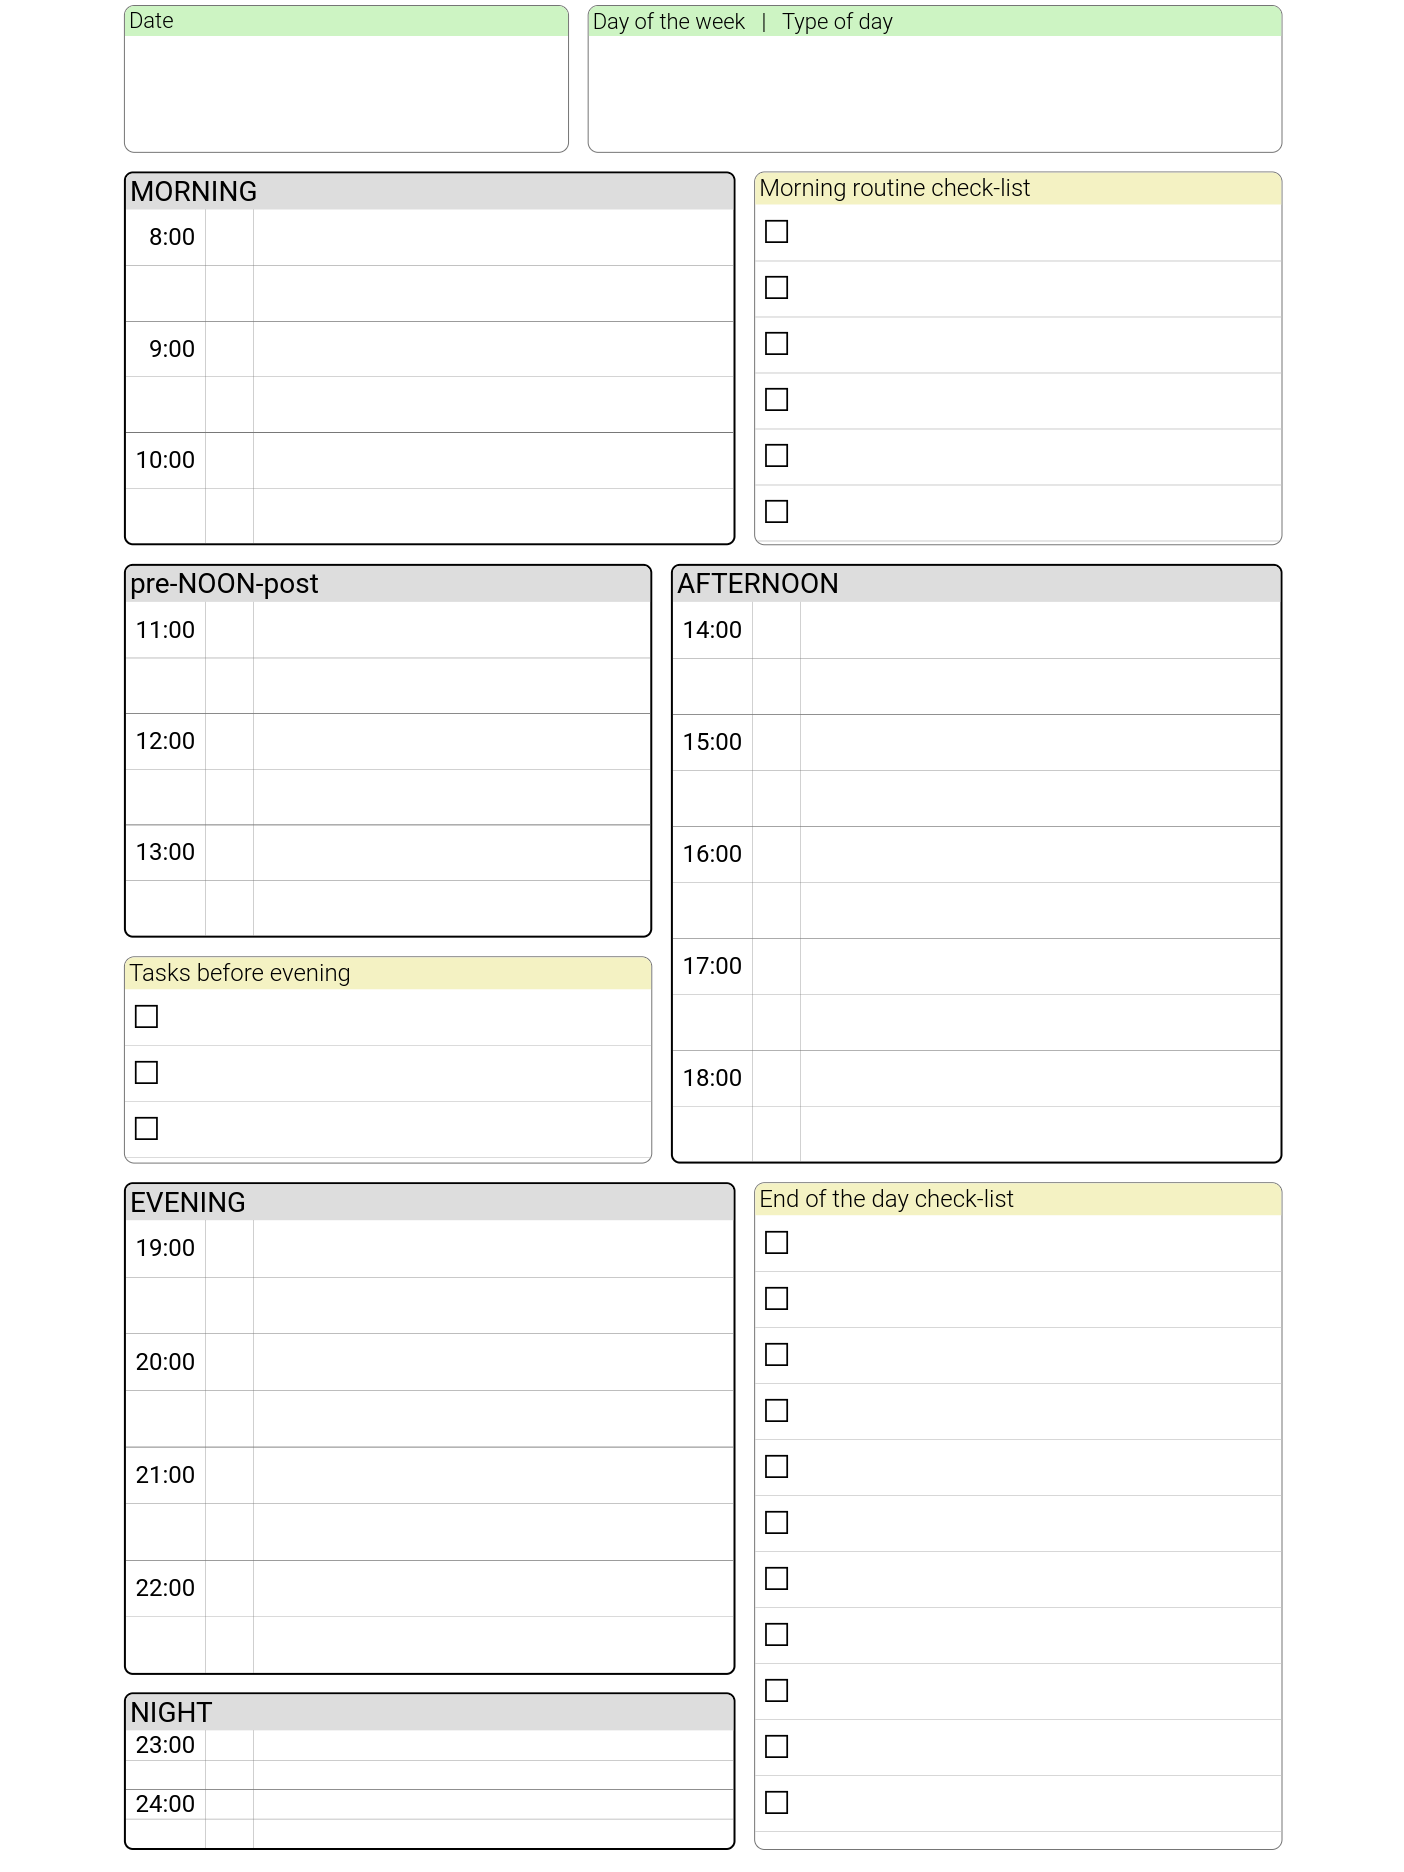 Date
Day of the week | Type of day
MORNING
8:00
9:00
10:00
Morning routine check-list
pre-NOON-post
11:00
12:00
13:00
AFTERNOON
14:00
15:00
16:00
17:00
18:00
Tasks before evening
EVENING
19:00
20:00
21:00
22:00
End of the day check-list
NIGHT
23:00
24:00